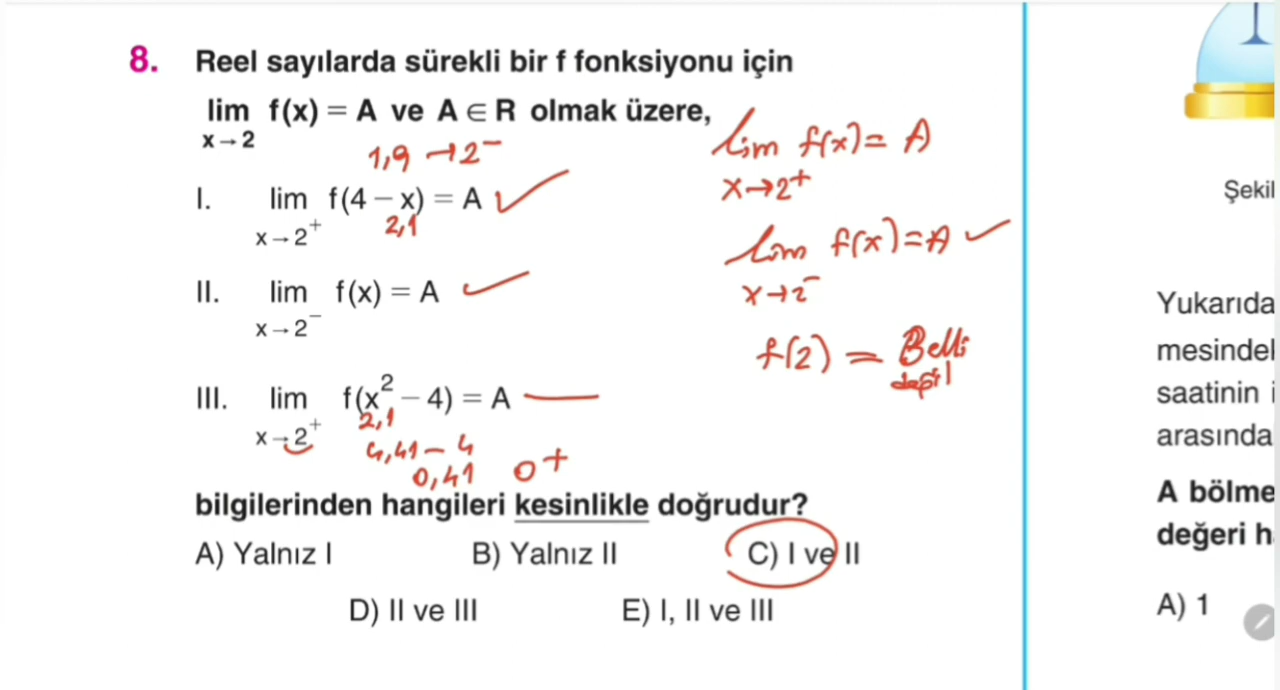 8. Reel sayılarda sürekli bir f fonksiyonu için
lim f(x) = A ve A ∈ R olmak üzere,
x→2
1,9 → 2⁻
I. lim f(4 – x) = A ✓
x→2⁺
2,1
II. lim f(x) = A ✓
x→2⁻
III. lim f(x² – 4) = A —
x→2⁺
2,1
4,41 – 4
0,41 0+
bilgilerinden hangileri kesinlikle doğrudur?
A) Yalnız I B) Yalnız II C) I ve II
D) II ve III E) I, II ve III
lim f(x) = A
x→2+
lim f(x) = A ✓
x→2⁻
f(2) = Belli
değil
Şekil
Yukarıda
mesindek
saatinin i
arasında
A bölme
değeri h
A) 1